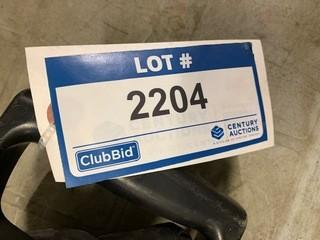 LOT #
2204
ClubBid
CENTURY
AUCTIONS